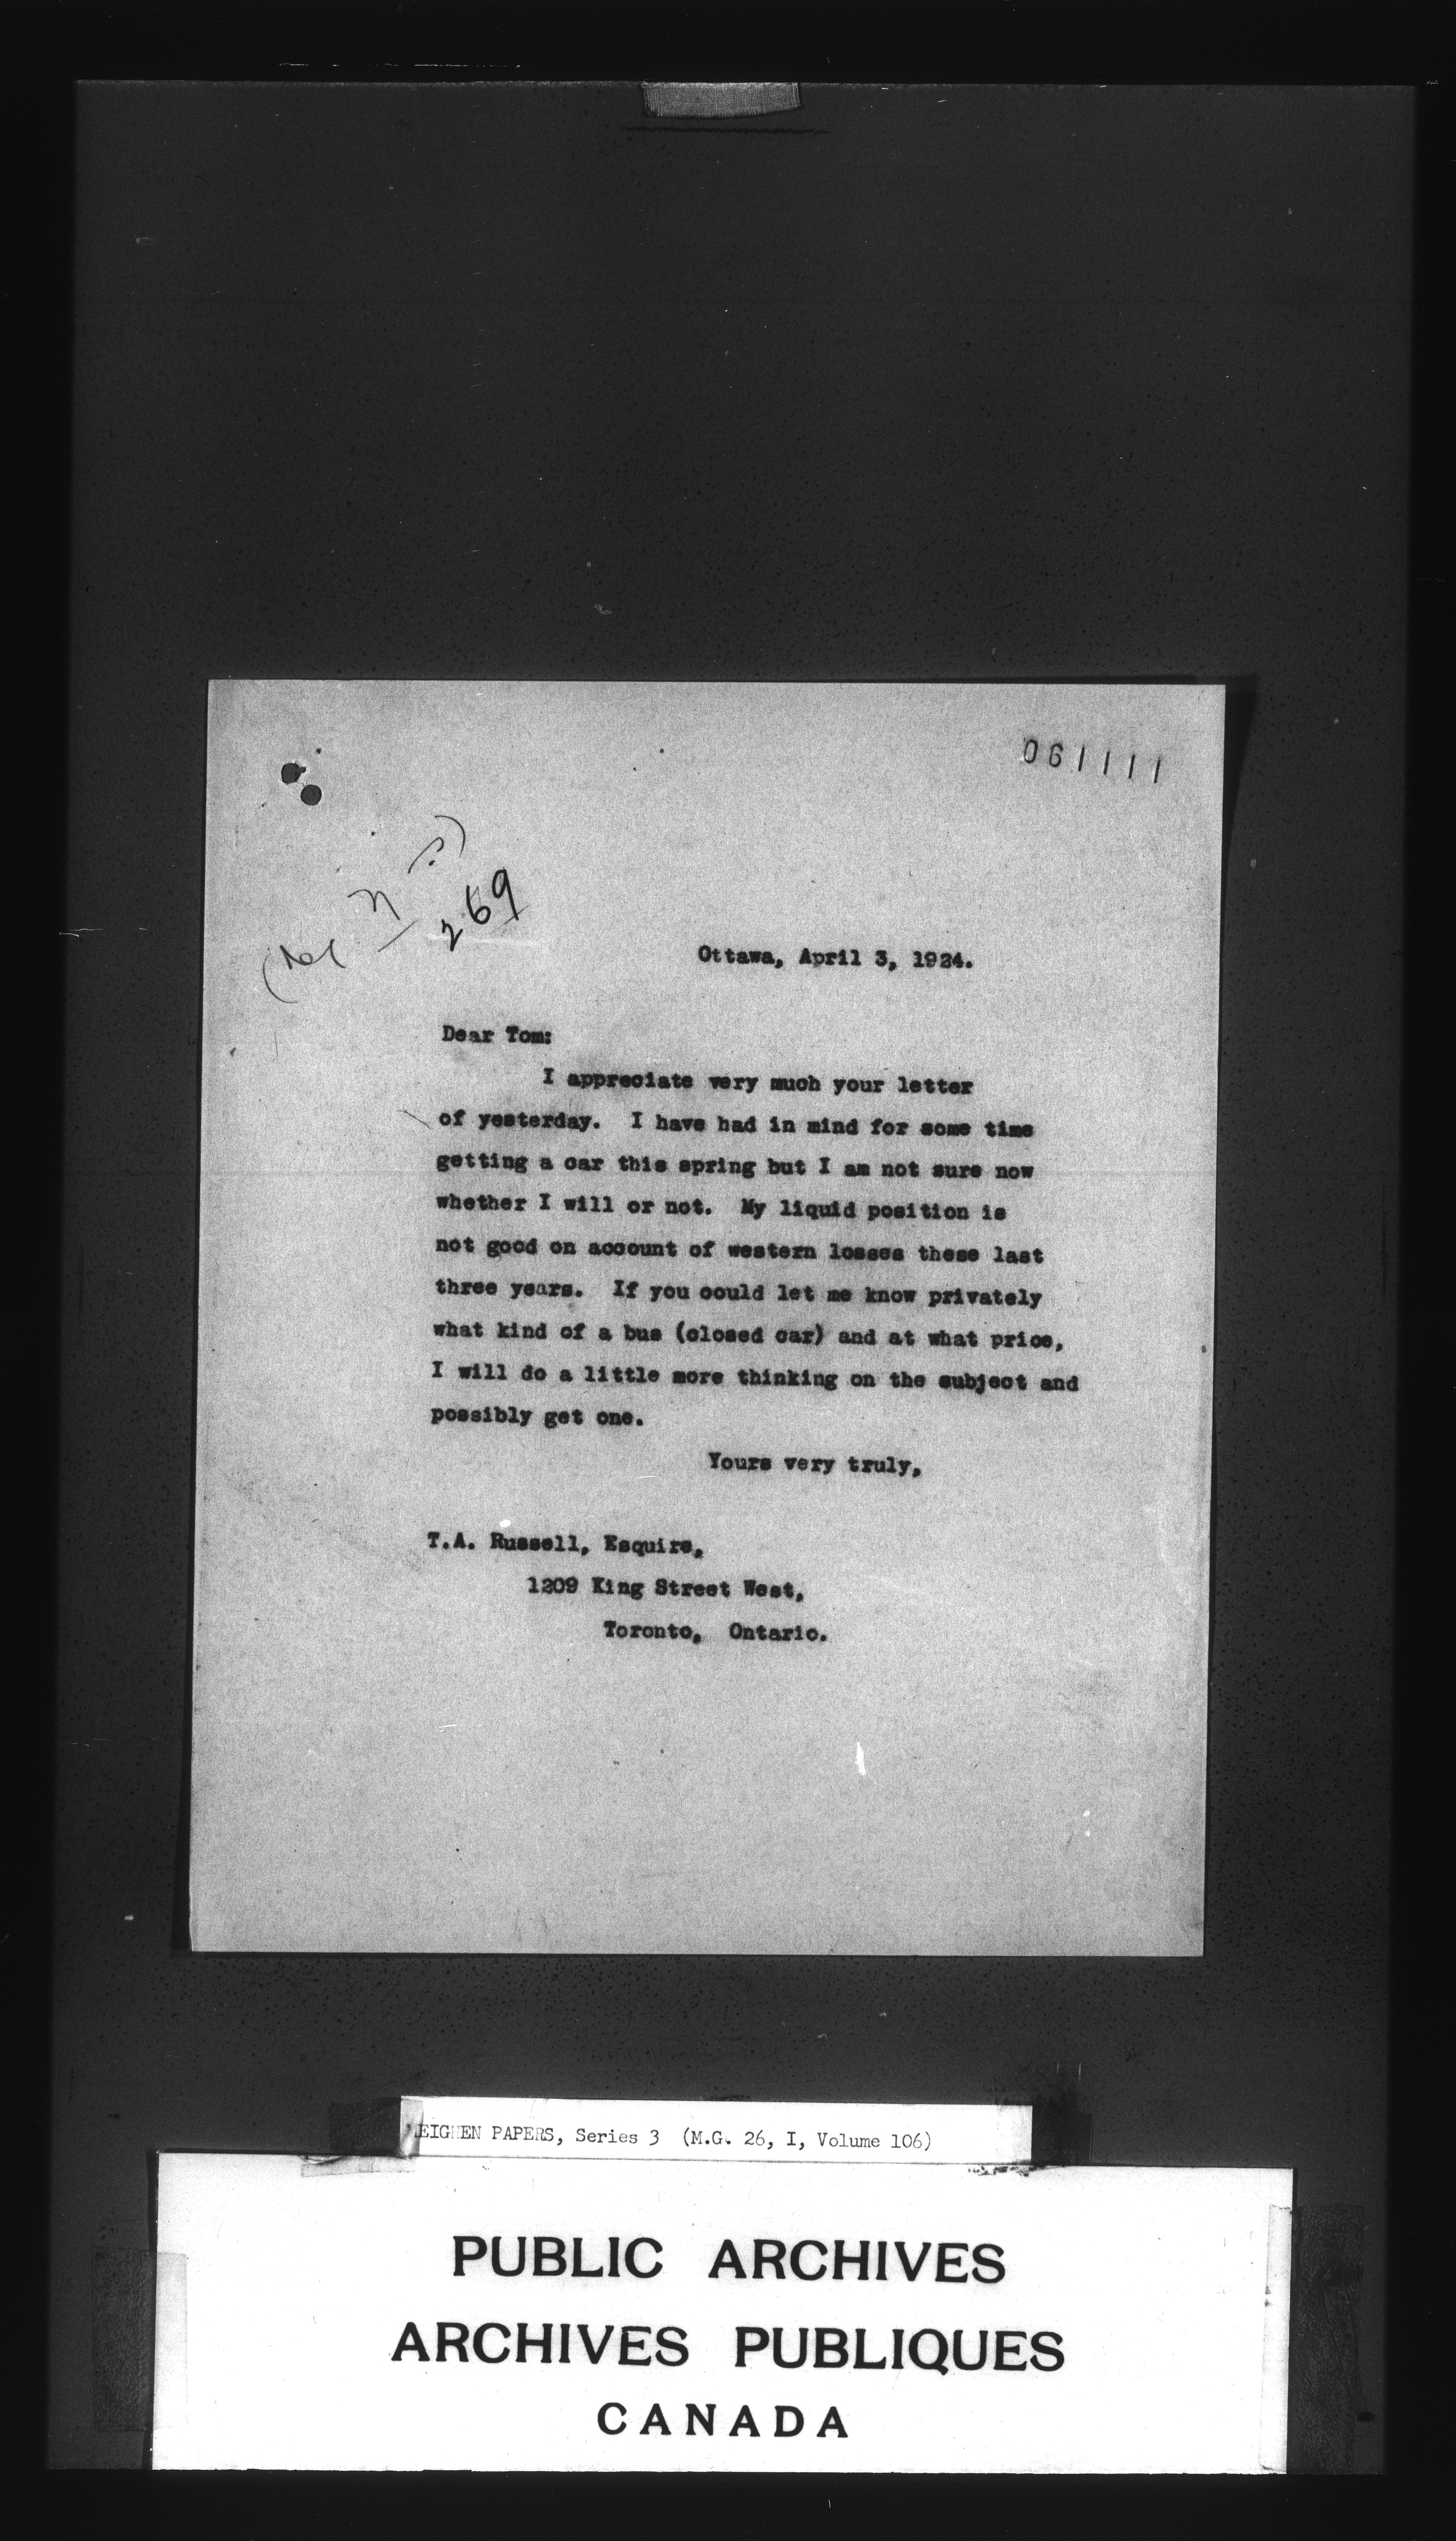 061111
269
Ottawa, April 3, 1924.
Dear Tom:
I appreciate very much your letter
of yesterday. I have had in mind for some time
getting a car this spring but I am not sure now
whether I will or not. My liquid position is
not good on account of western losses these last
three years. If you could let me know privately
what kind of a bus (closed car) and at what price,
I will do a little more thinking on the subject and
possibly get one.
Yours very truly,
T.A. Russell, Esquire,
1209 King Street West,
Toronto, Ontario.
MEIGHEN PAPERS, Series 3 (M.G. 26, I, Volume 106)
PUBLIC ARCHIVES
ARCHIVES PUBLIQUES
CANADA